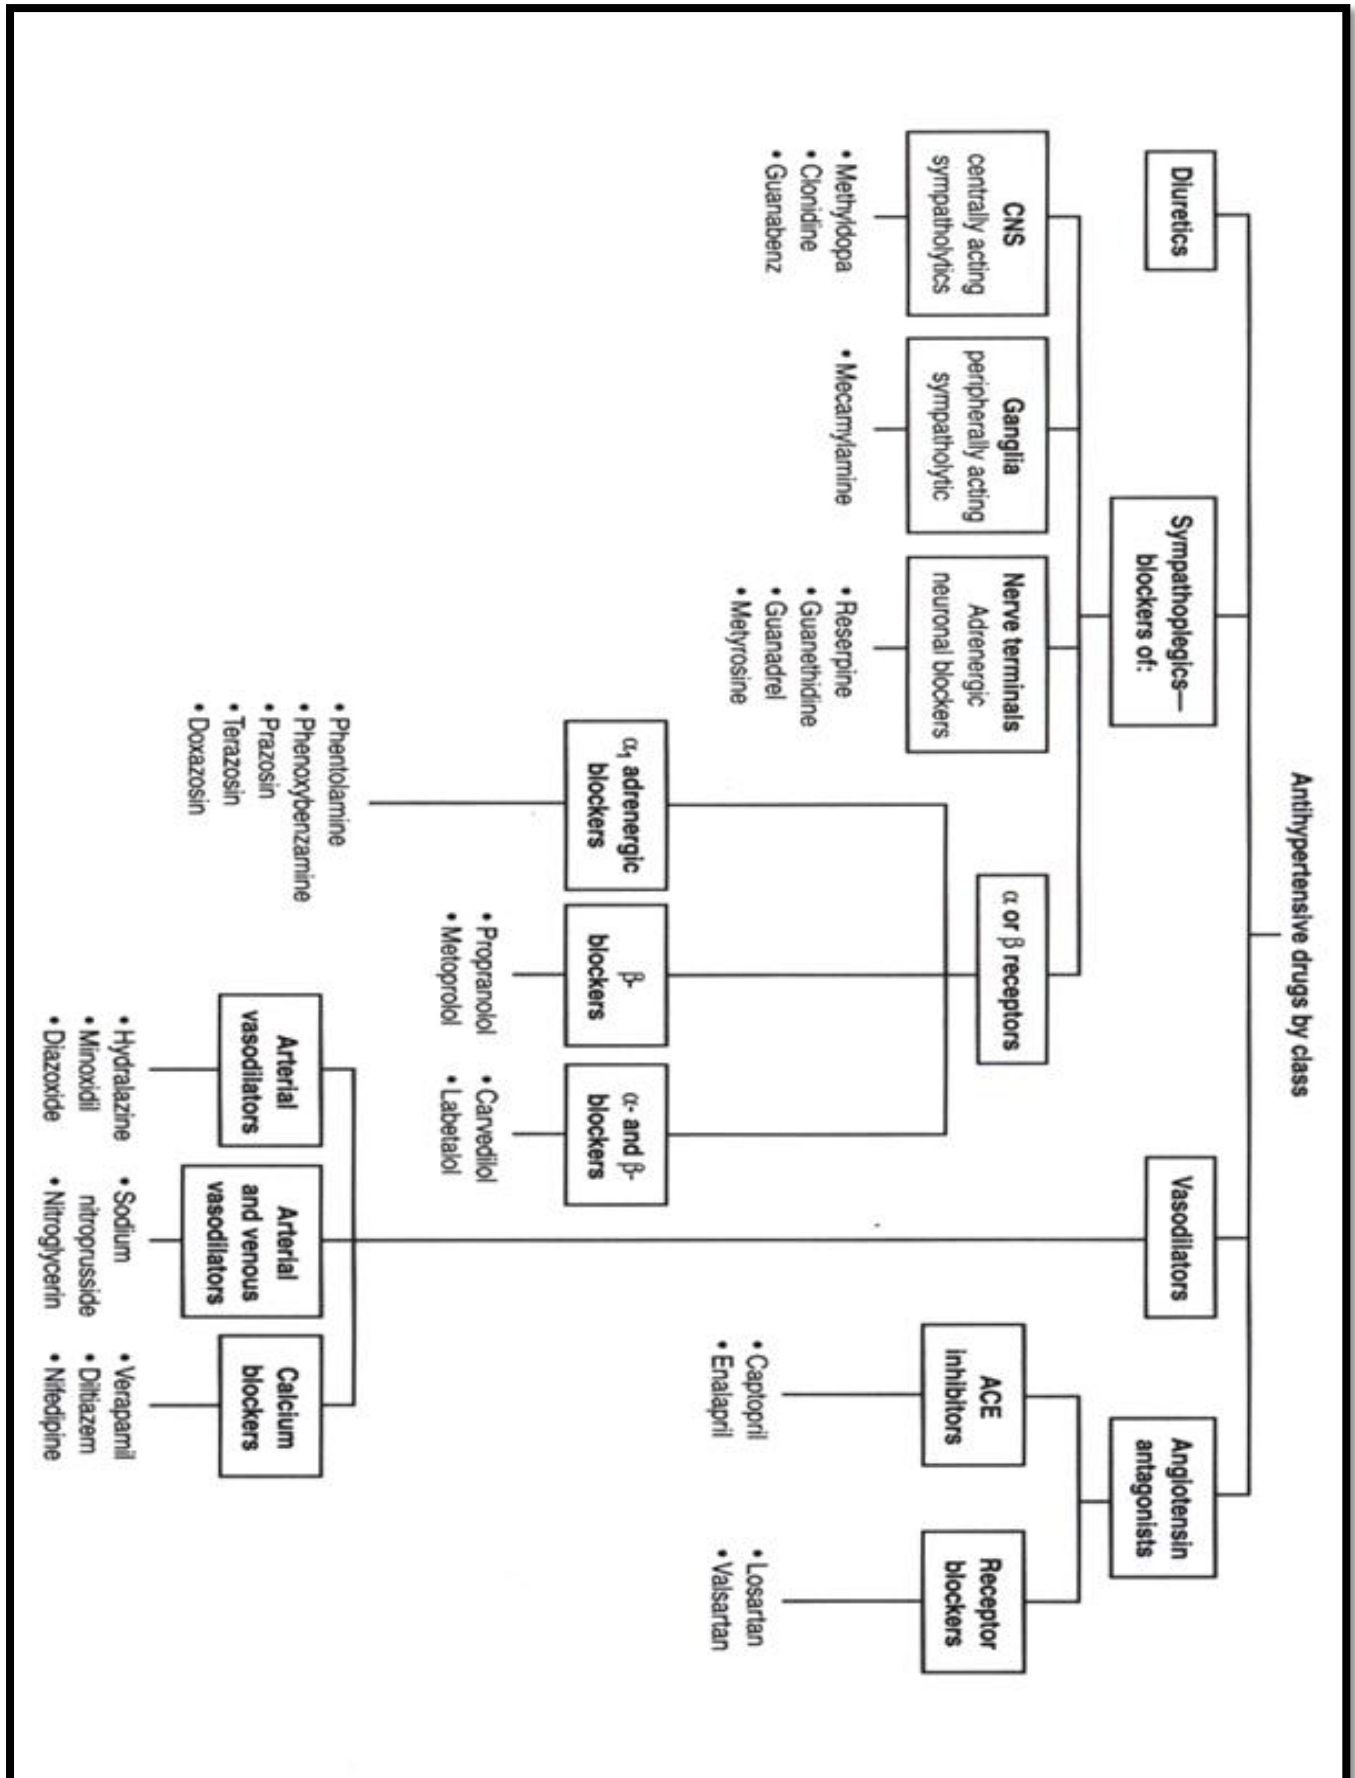 Antihypertensive drugs by class
Diuretics
Sympathoplegics—
blockers of:
Vasodilators
Angiotensin
antagonists
CNS
centrally acting
sympatholytics
• Methyldopa
• Clonidine
• Guanabenz
Ganglia
peripherally acting
sympatholytic
• Mecamylamine
Nerve terminals
Adrenergic
neuronal blockers
• Reserpine
• Guanethidine
• Guanadrel
• Metyrosine
α or β receptors
α₁ adrenergic
blockers
• Phentolamine
• Phenoxybenzamine
• Prazosin
• Terazosin
• Doxazosin
β-
blockers
• Propranolol
• Metoprolol
α- and β-
blockers
• Carvedilol
• Labetalol
Arterial
vasodilators
• Hydralazine
• Minoxidil
• Diazoxide
Arterial
and venous
vasodilators
• Sodium
nitroprusside
• Nitroglycerin
Calcium
blockers
• Verapamil
• Diltiazem
• Nifedipine
ACE
inhibitors
• Captopril
• Enalapril
Receptor
blockers
• Losartan
• Valsartan